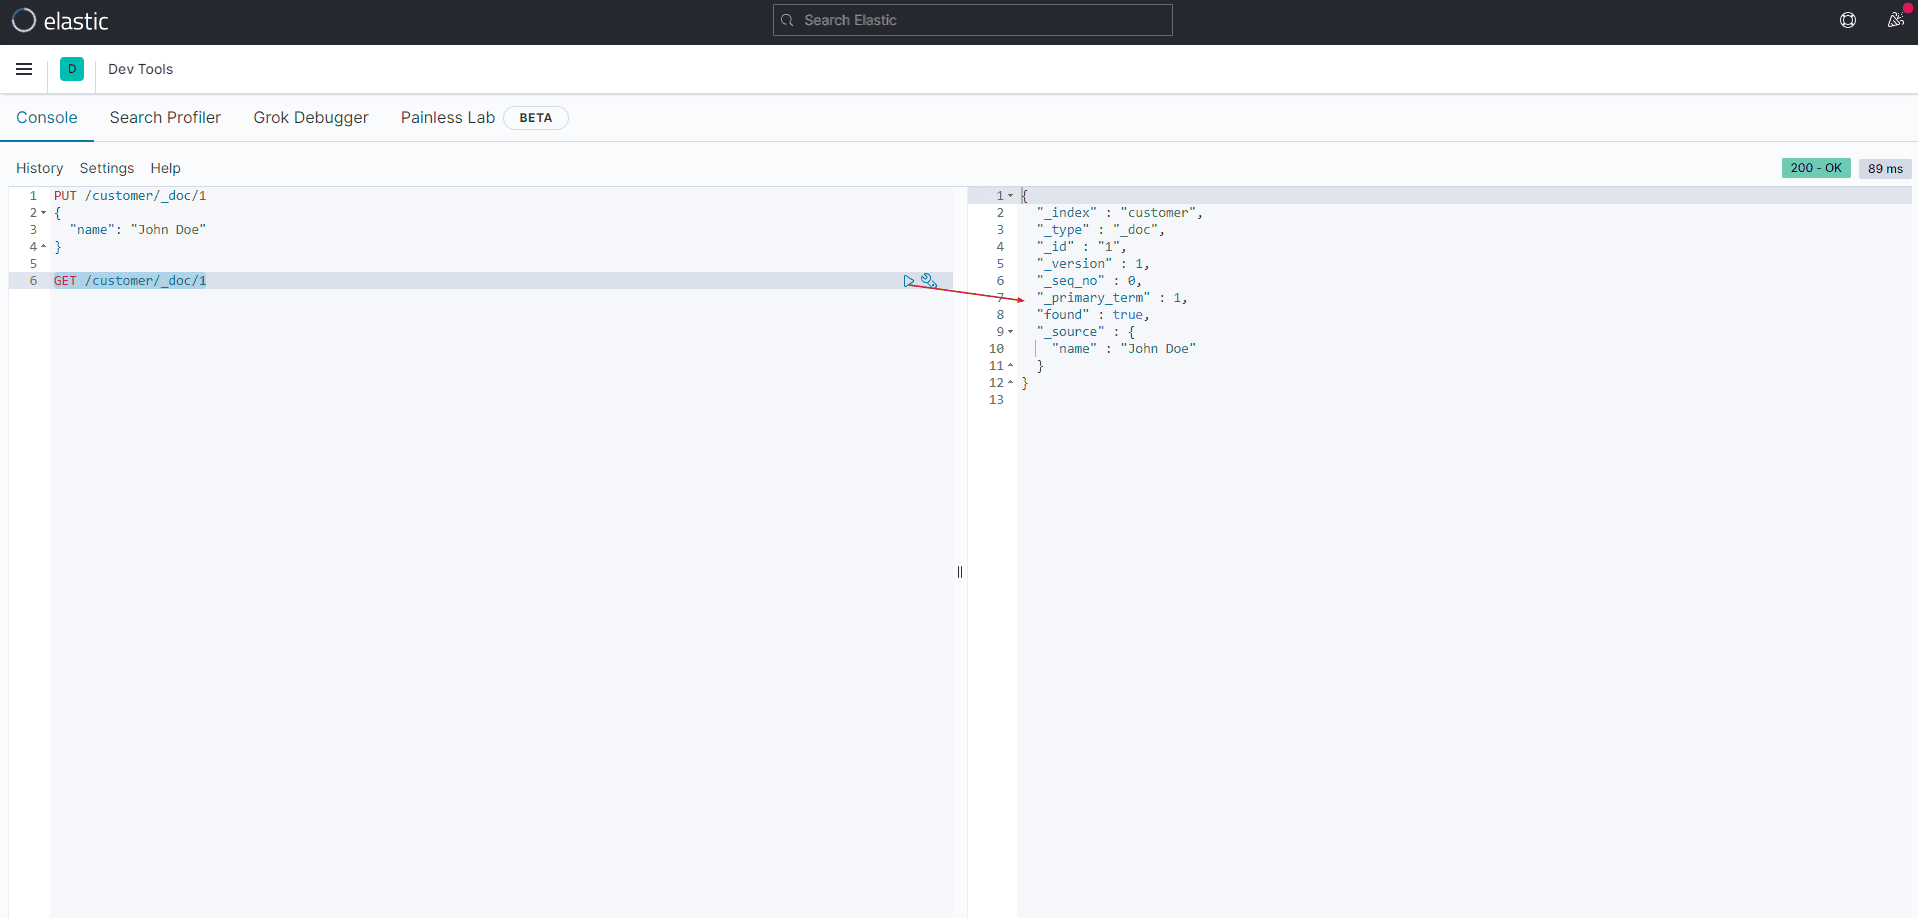 elastic
Search Elastic
D
Dev Tools
Console Search Profiler Grok Debugger Painless Lab BETA
History Settings Help
200 - OK 89 ms
1 PUT /customer/_doc/1
2 {
3 "name": "John Doe"
4 }
5
6 GET /customer/_doc/1
1 {
2 "_index" : "customer",
3 "_type" : "_doc",
4 "_id" : "1",
5 "_version" : 1,
6 "_seq_no" : 0,
7 "_primary_term" : 1,
8 "found" : true,
9 "_source" : {
10 "name" : "John Doe"
11 }
12 }
13